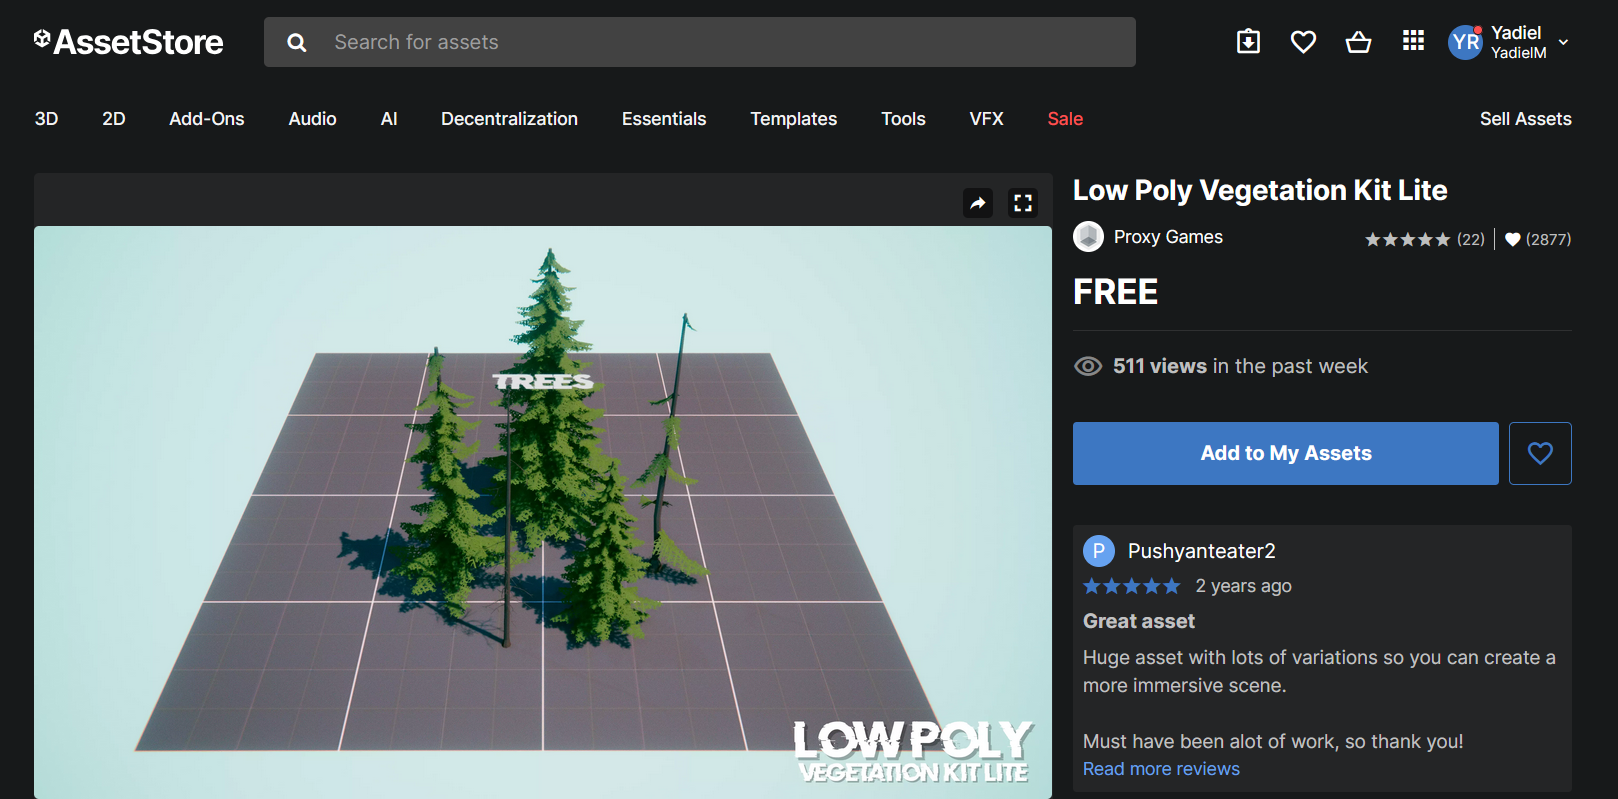 AssetStore
Search for assets
YR
Yadiel
YadielM
3D 2D Add-Ons Audio AI Decentralization Essentials Templates Tools VFX Sale Sell Assets
TREES
LOW POLY
VEGETATION KIT LITE
Low Poly Vegetation Kit Lite
Proxy Games (22) (2877)
FREE
511 views in the past week
Add to My Assets
P Pushyanteater2
2 years ago
Great asset
Huge asset with lots of variations so you can create a
more immersive scene.
Must have been alot of work, so thank you!
Read more reviews